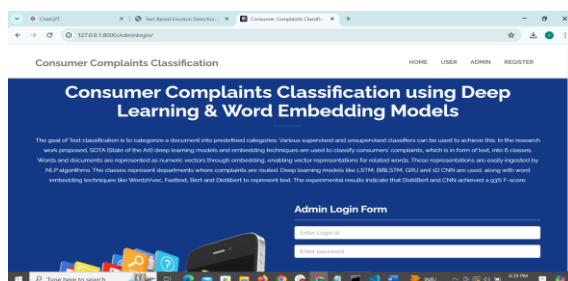 ChatGPT
Text Based Emotion Detection
Consumer Complaints Classific
127.0.0.1:8000/Adminlogin/
Consumer Complaints Classification
HOME USER ADMIN REGISTER
Consumer Complaints Classification using Deep
Learning & Word Embedding Models
The goal of Text classification is to categorize a document into predefined categories. Various supervised and unsupervised classifiers can be used to achieve this. In the research
work proposed, SOTA (State of the Art) deep learning models and embedding techniques are used to classify consumers' complaints, which is in form of text, into 6 classes.
Words and documents are represented as numeric vectors through embedding, enabling vector representations for related words. These representations are easily ingested by
NLP algorithms. The classes represent departments where complaints are routed. Deep learning models like LSTM, BiBLSTM, GRU and 1D CNN are used, along with word
embedding techniques like Word2Vec, Fasttext, Bert and Distilbert to represent text. The experimental results indicate that DistilBert and CNN achieved a 93% F-score.
Admin Login Form
Enter Login Id
Enter password
Type here to search
4:39 PM